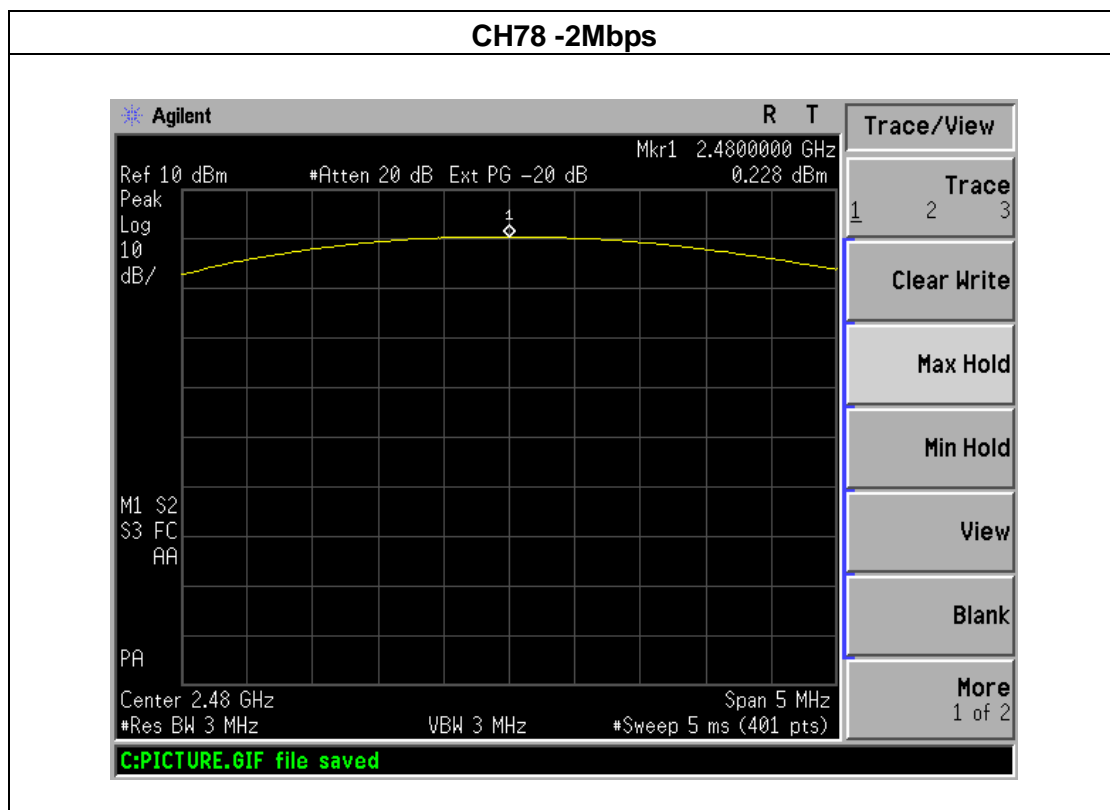 CH78 -2Mbps
Agilent
R T
Mkr1 2.4800000 GHz
Ref 10 dBm #Atten 20 dB Ext PG -20 dB 0.228 dBm
Peak
Log
10
dB/
1
M1 S2
S3 FC
AA
PA
Center 2.48 GHz Span 5 MHz
#Res BW 3 MHz VBW 3 MHz #Sweep 5 ms (401 pts)
C:PICTURE.GIF file saved
Trace/View
Trace
1 2 3
Clear Write
Max Hold
Min Hold
View
Blank
More
1 of 2